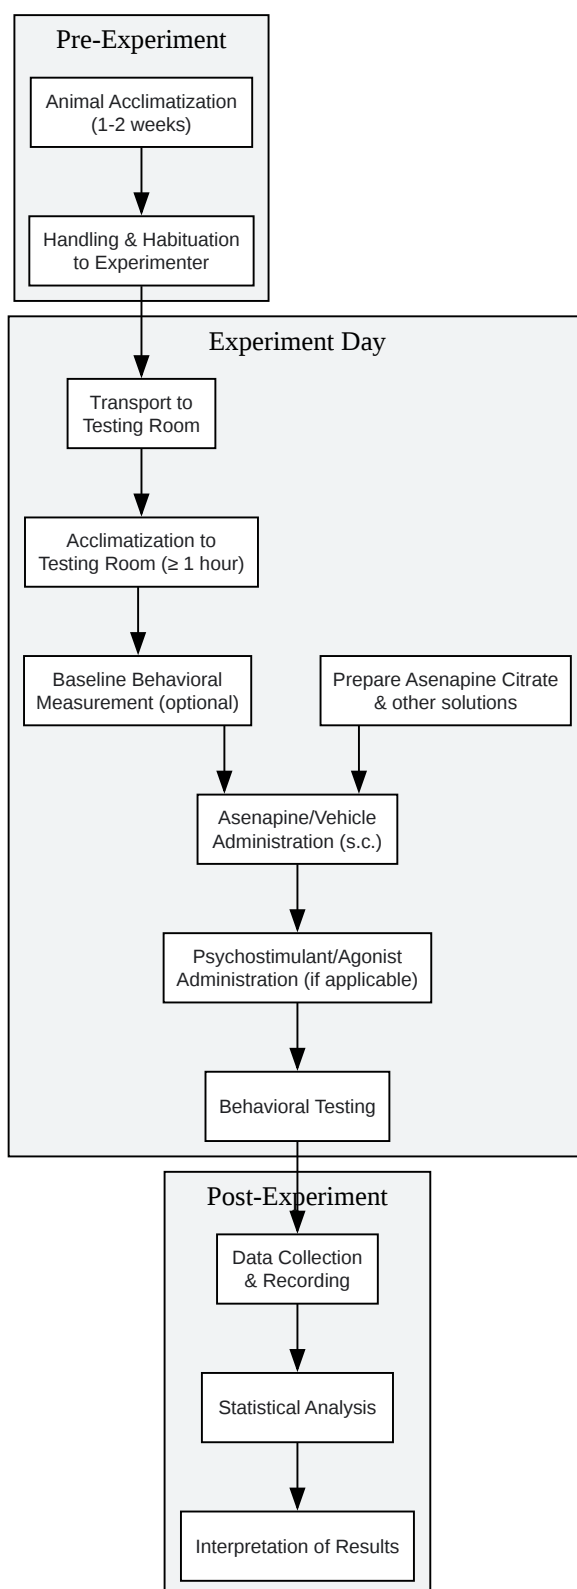 Pre-Experiment
Animal Acclimatization
(1-2 weeks)
Handling & Habituation
to Experimenter
Experiment Day
Transport to
Testing Room
Acclimatization to
Testing Room (≥ 1 hour)
Baseline Behavioral
Measurement (optional)
Prepare Asenapine Citrate
& other solutions
Asenapine/Vehicle
Administration (s.c.)
Psychostimulant/Agonist
Administration (if applicable)
Behavioral Testing
Post-Experiment
Data Collection
& Recording
Statistical Analysis
Interpretation of Results